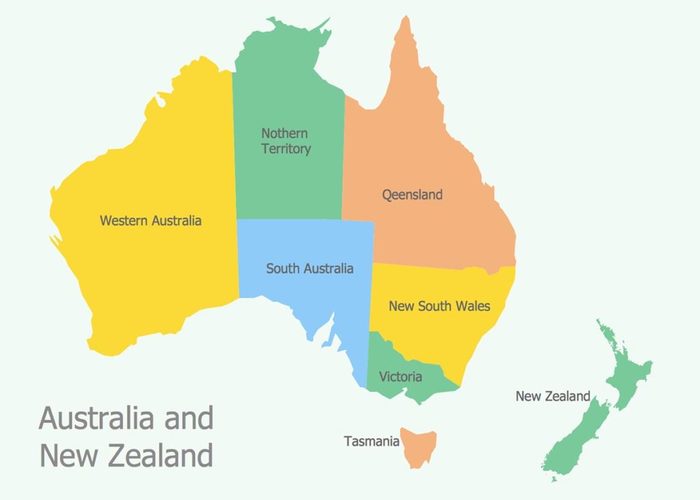 Nothern
Territory
Qeensland
Western Australia
South Australia
New South Wales
Victoria
New Zealand
Tasmania
Australia and
New Zealand